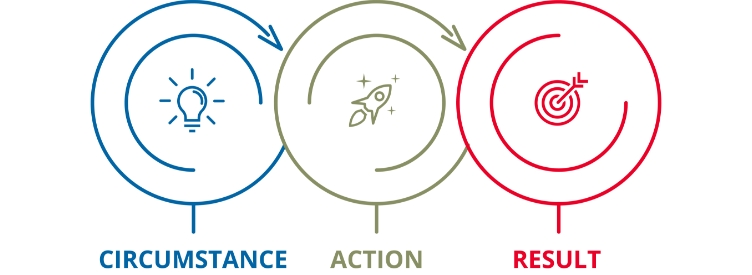 CIRCUMSTANCE ACTION RESULT